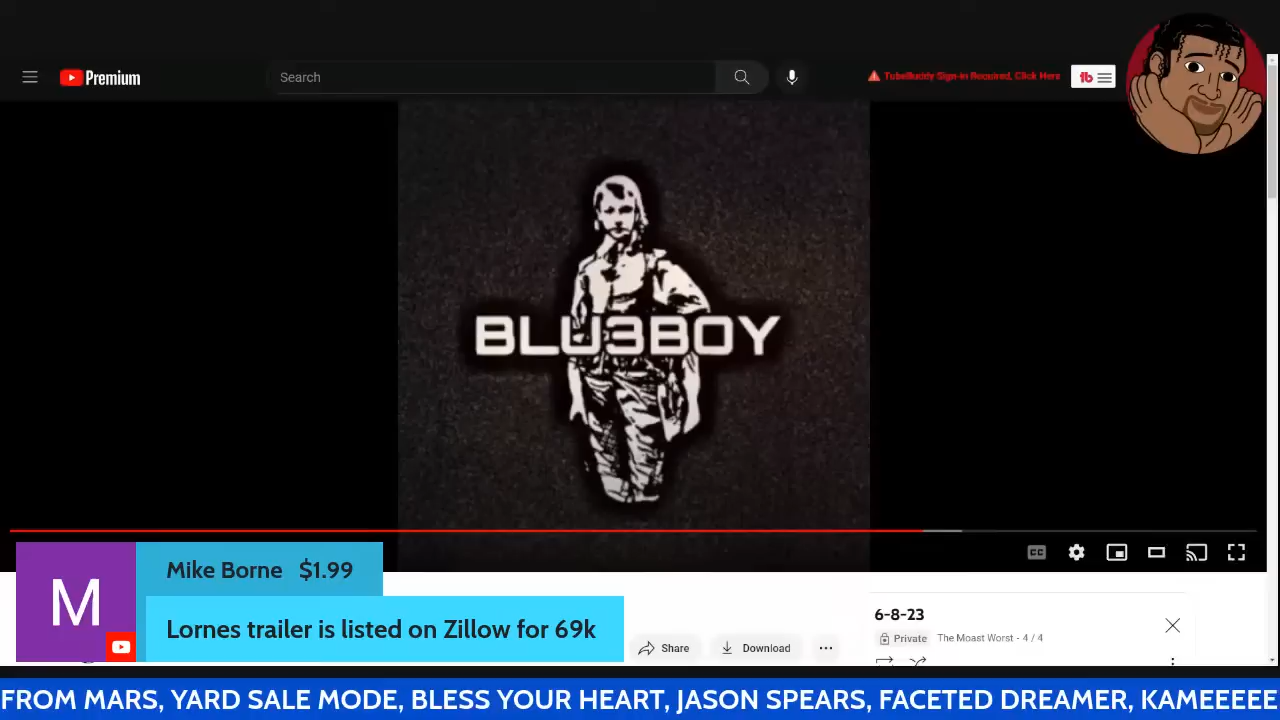 Premium
Search
TubeBuddy Sign-in Required, Click Here
tb
BLU3BOY
CC
M
Mike Borne $1.99
Lornes trailer is listed on Zillow for 69k
Share
Download
6-8-23
Private
The Moast Worst - 4 / 4
FROM MARS, YARD SALE MODE, BLESS YOUR HEART, JASON SPEARS, FACETED DREAMER, KAMEEEEE